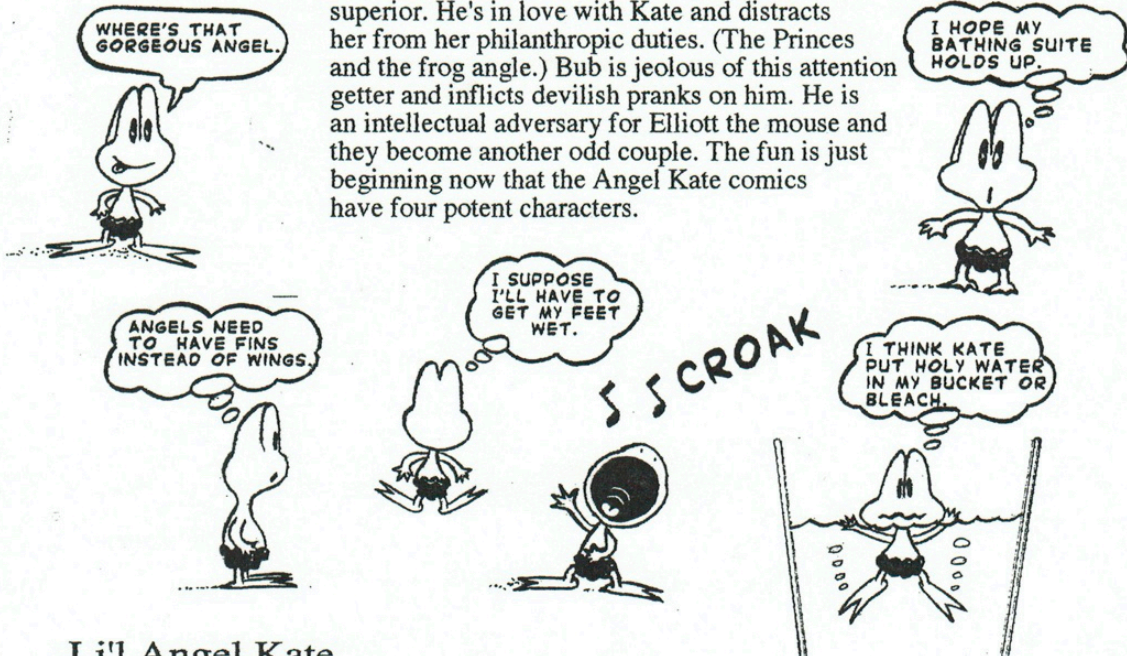 WHERE'S THAT
GORGEOUS ANGEL.
superior. He's in love with Kate and distracts
her from her philanthropic duties. (The Princes
and the frog angle.) Bub is jeolous of this attention
getter and inflicts devilish pranks on him. He is
an intellectual adversary for Elliott the mouse and
they become another odd couple. The fun is just
beginning now that the Angel Kate comics
have four potent characters.
I HOPE MY
BATHING SUITE
HOLDS UP.
ANGELS NEED
TO HAVE FINS
INSTEAD OF WINGS.
I SUPPOSE
I'LL HAVE TO
GET MY FEET
WET.
CROAK
I THINK KATE
PUT HOLY WATER
IN MY BUCKET OR
BLEACH.
Li'l Angel Kate